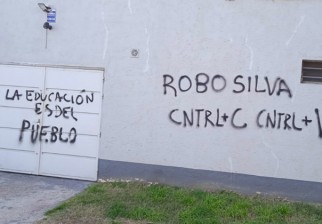 LA EDUCACIÓN
ES DEL
PUEBLO
ROBO SILVA
CNTRL+C CNTRL+